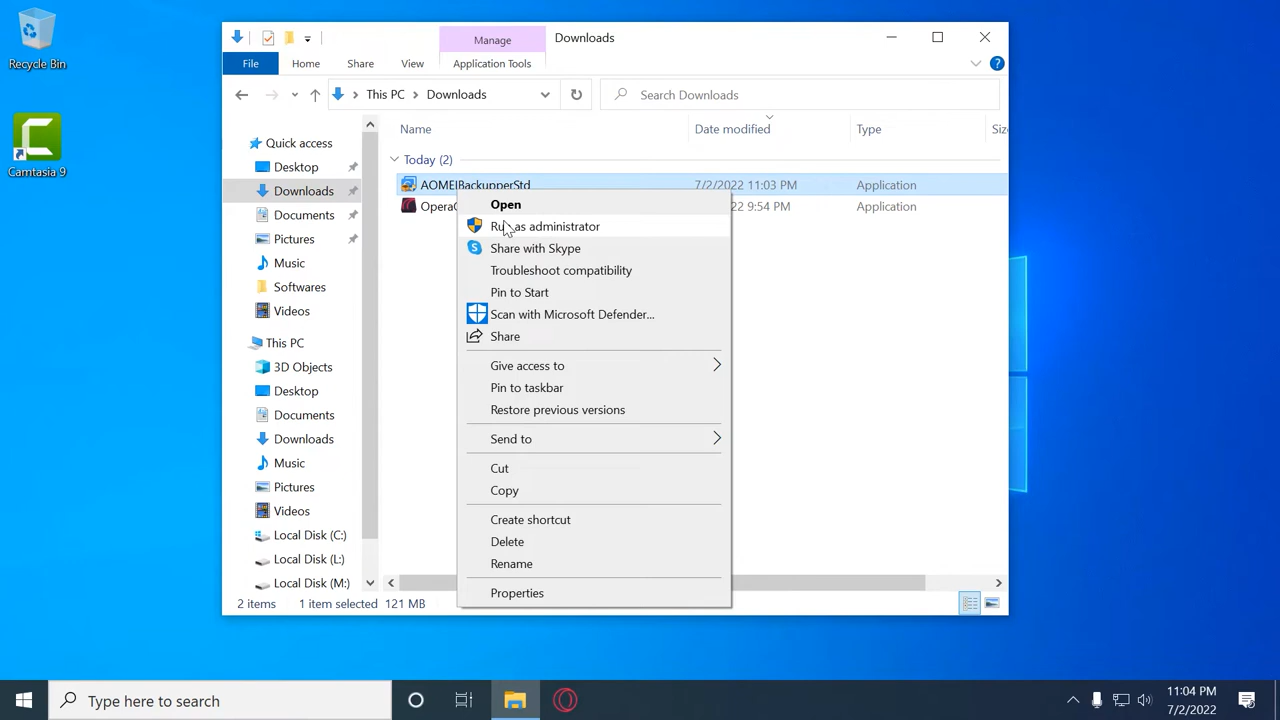 Recycle Bin
Camtasia 9
Manage
Downloads
File
Home
Share
View
Application Tools
This PC
Downloads
Search Downloads
Name
Date modified
Type
Siz
Quick access
Desktop
Downloads
Documents
Pictures
Music
Softwares
Videos
This PC
3D Objects
Desktop
Documents
Downloads
Music
Pictures
Videos
Local Disk (C:)
Local Disk (L:)
Local Disk (M:)
Today (2)
AOMEIBackupperStd 7/2/2022 11:03 PM Application
22 9:54 PM Application
Open
as administrator
Share with Skype
Troubleshoot compatibility
Pin to Start
Scan with Microsoft Defender...
Share
Give access to
Pin to taskbar
Restore previous versions
Send to
Cut
Copy
Create shortcut
Delete
Rename
Properties
2 items 1 item selected 121 MB
Type here to search
11:04 PM
7/2/2022